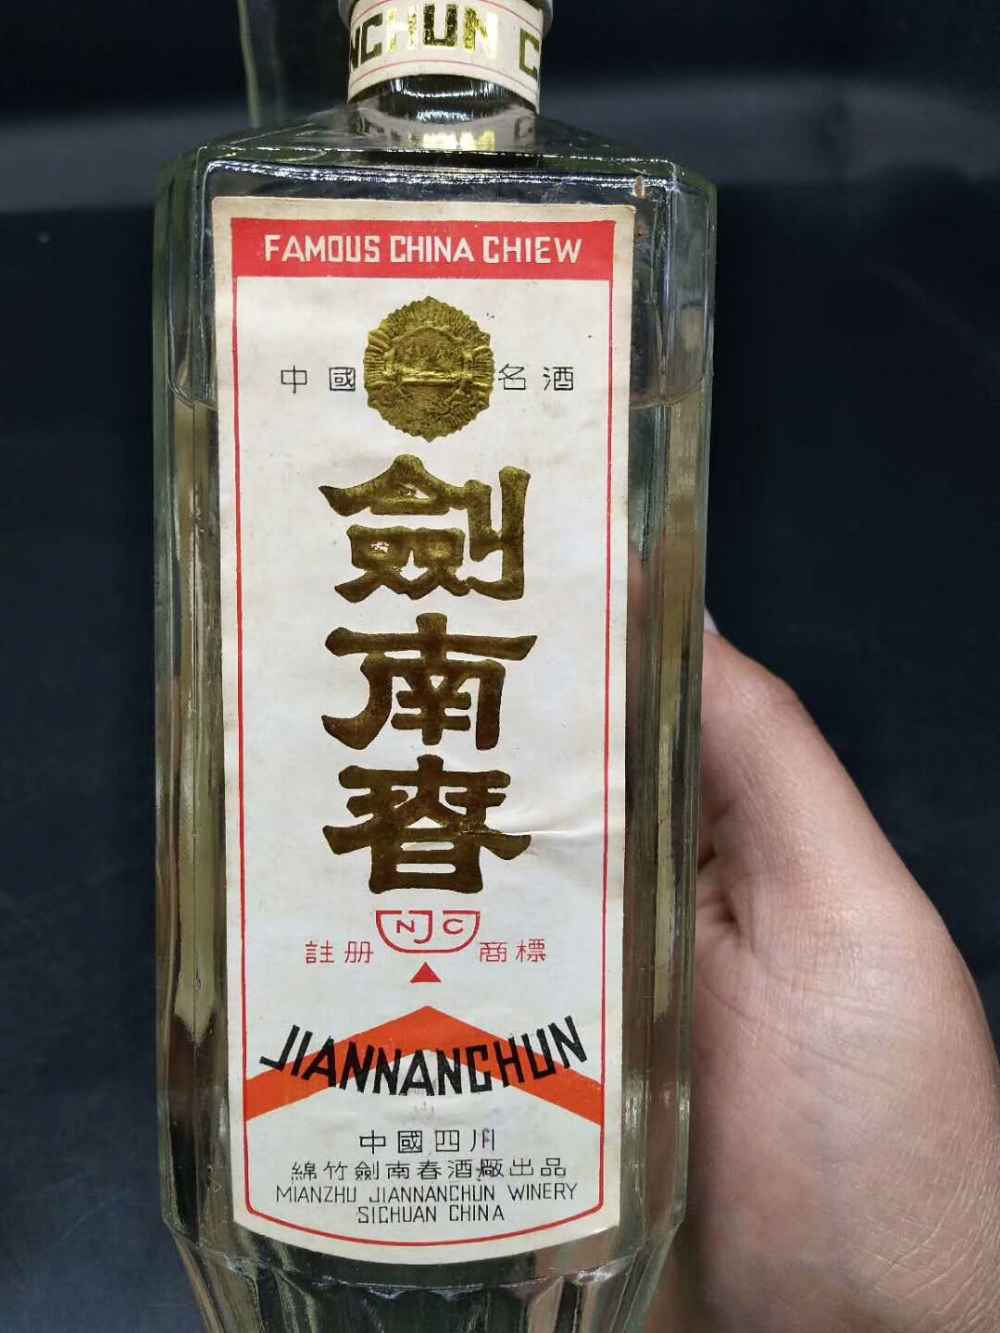 NCHUN C
FAMOUS CHINA CHIEW
中國 名酒
劍南春
NJC
註册 商標
JIANNANCHUN
中國四川
綿竹劍南春酒廠出品
MIANZHU JIANNANCHUN WINERY
SICHUAN CHINA